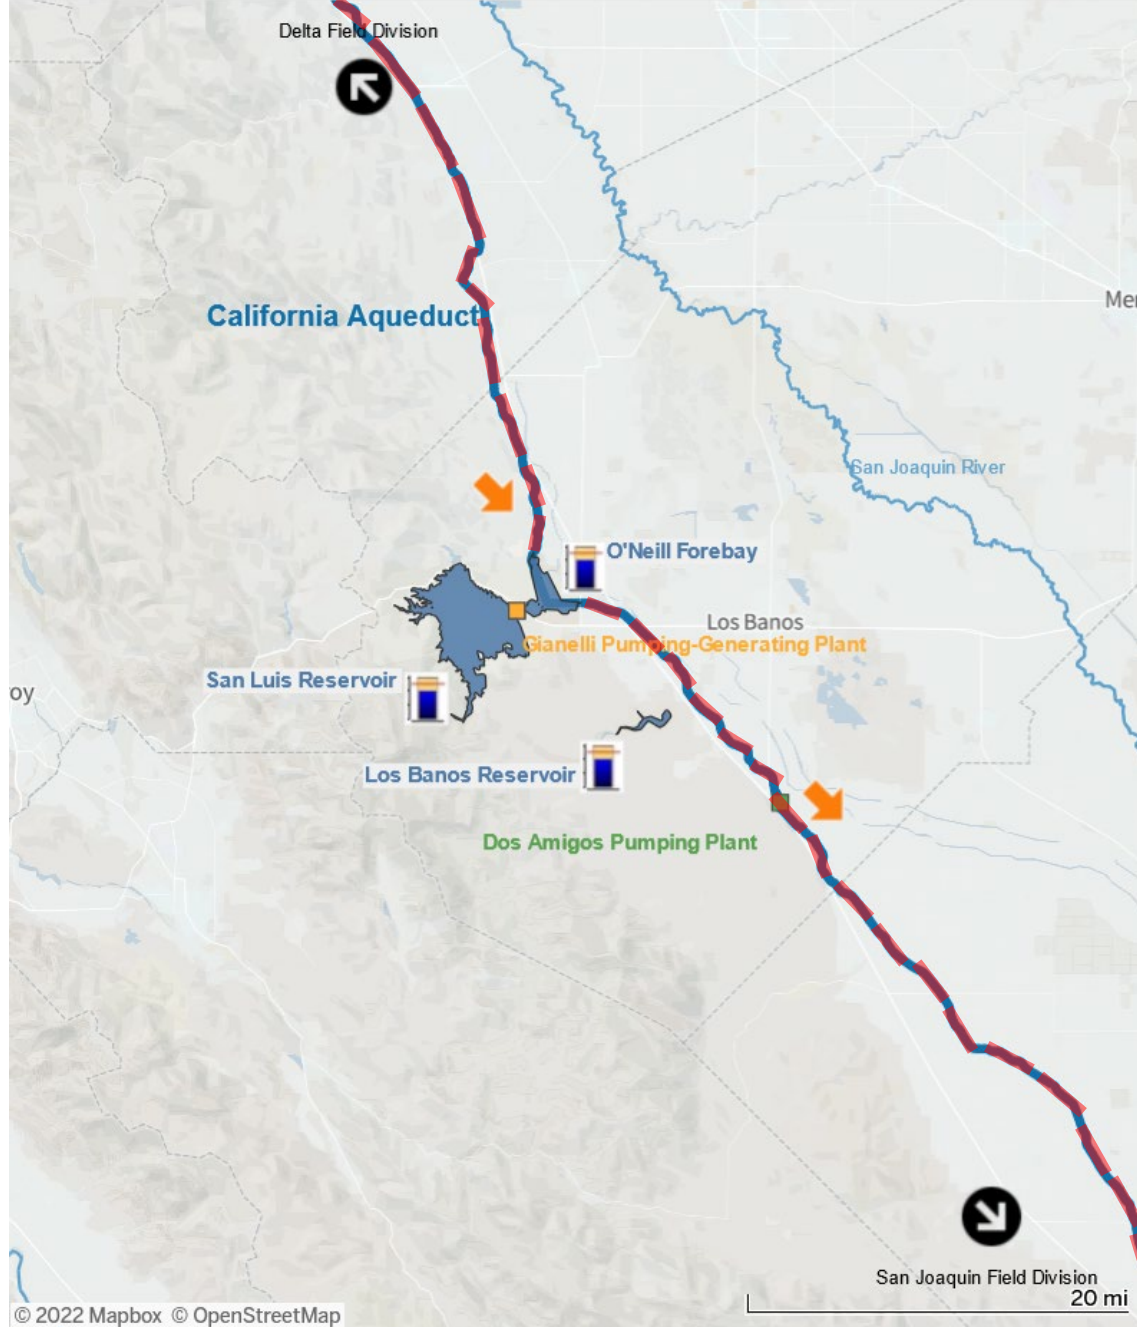 Delta Field Division
Mer
California Aqueduct
San Joaquin River
O'Neill Forebay
Los Banos
Gianelli Pumping-Generating Plant
San Luis Reservoir
oy
Los Banos Reservoir
Dos Amigos Pumping Plant
San Joaquin Field Division
20 mi
© 2022 Mapbox © OpenStreetMap